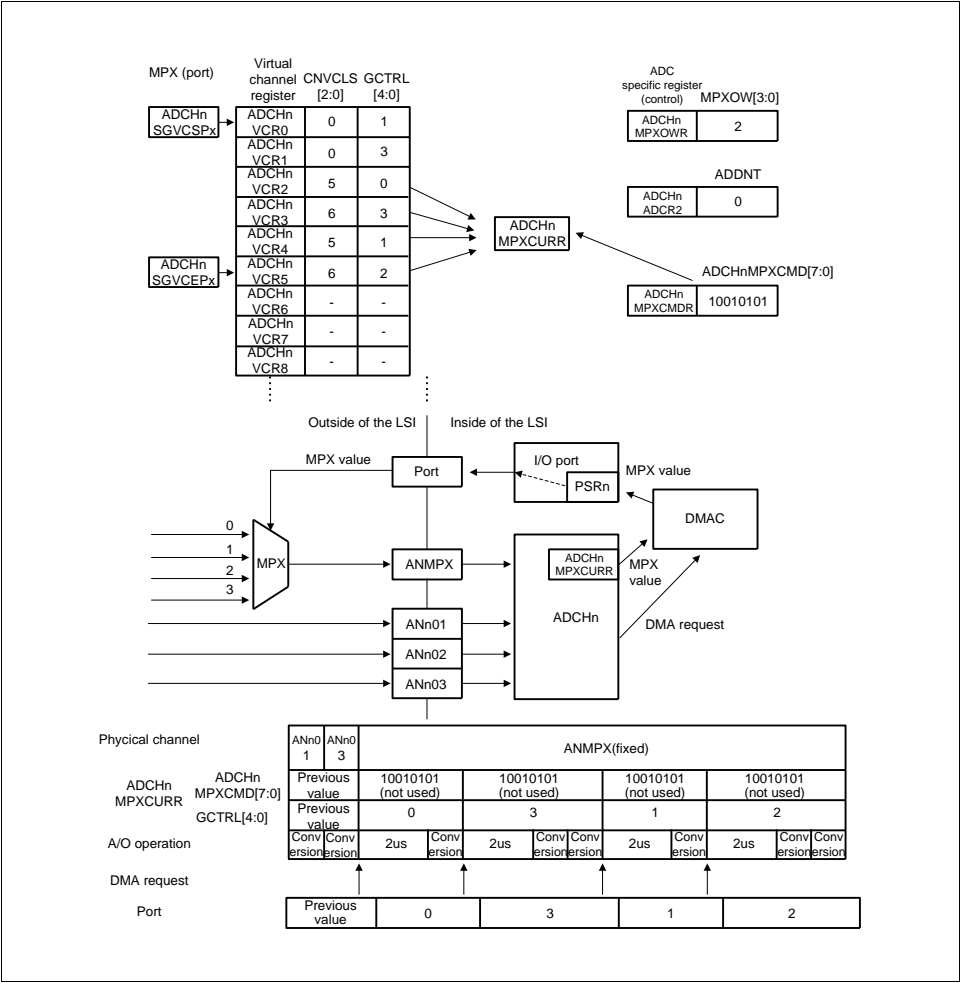 MPX (port)
Virtual
channel
register
CNVCLS
[2:0]
GCTRL
[4:0]
ADC
specific register
(control)
MPXOW[3:0]
ADCHn
SGVCSPx
ADCHn
VCR0
0
1
ADCHn
MPXOWR
2
ADCHn
VCR1
0
3
ADCHn
VCR2
5
0
ADDNT
ADCHn
ADCR2
0
ADCHn
VCR3
6
3
ADCHn
MPXCURR
ADCHn
VCR4
5
1
ADCHn
SGVCEPx
ADCHn
VCR5
6
2
ADCHnMPXCMD[7:0]
ADCHn
MPXCMDR
10010101
ADCHn
VCR6
-
-
ADCHn
VCR7
-
-
ADCHn
VCR8
-
-
Outside of the LSI
Inside of the LSI
MPX value
Port
I/O port
PSRn
MPX value
DMAC
0
1
2
3
MPX
ANMPX
ADCHn
MPXCURR
MPX
value
ADCHn
DMA request
ANn01
ANn02
ANn03
Physical channel
ANn0
1
ANn0
3
ANMPX(fixed)
ADCHn
MPXCURR
ADCHn
MPXCMD[7:0]
Previous
value
10010101
(not used)
10010101
(not used)
10010101
(not used)
10010101
(not used)
GCTRL[4:0]
Previous
value
0
3
1
2
A/O operation
Conv
ersion
Conv
ersion
2us
Conv
ersion
2us
Conv
ersion
Conv
ersion
2us
Conv
ersion
2us
Conv
ersion
Conv
ersion
DMA request
Port
Previous
value
0
3
1
2